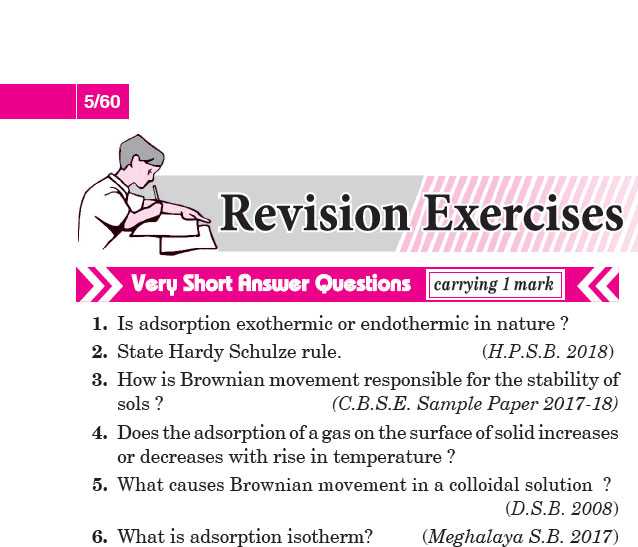 5/60
Revision Exercises
Very Short Answer Questions carrying 1 mark
1. Is adsorption exothermic or endothermic in nature ?
2. State Hardy Schulze rule. (H.P.S.B. 2018)
3. How is Brownian movement responsible for the stability of
sols ? (C.B.S.E. Sample Paper 2017-18)
4. Does the adsorption of a gas on the surface of solid increases
or decreases with rise in temperature ?
5. What causes Brownian movement in a colloidal solution ?
(D.S.B. 2008)
6. What is adsorption isotherm? (Meghalaya S.B. 2017)